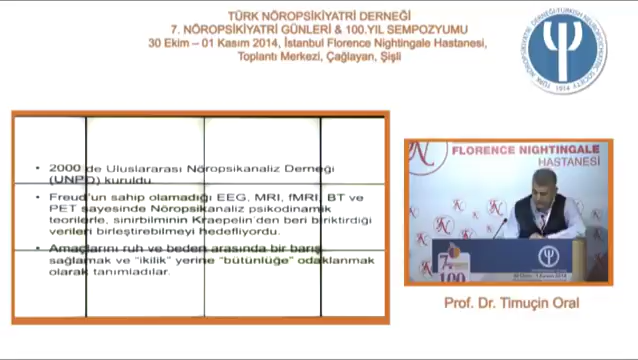 TÜRK NÖROPSİKİYATRİ DERNEĞİ
7. NÖROPSİKİYATRİ GÜNLERİ & 100.YIL SEMPOZYUMU
30 Ekim – 01 Kasım 2014, İstanbul Florence Nightingale Hastanesi,
Toplantı Merkezi, Çağlayan, Şişli
• 2000'de Uluslararası Nöropsikanaliz Derneği
(UNPD) kuruldu.
• Freud'un sahip olamadığı EEG, MRI, fMRI, BT ve
PET sayesinde Nöropsikanaliz psikodinamik
teorilerle, sinirbilminin Kraepelin'den beri biriktirdiği
verileri birleştirebilmeyi hedefliyordu.
• Amaçlarını ruh ve beden arasında bir barış
sağlamak ve "ikilik" yerine "bütünlüğe" odaklanmak
olarak tanımladılar.
FLORENCE NIGHTINGALE
HASTANESİ
7.
100
Prof. Dr. Timuçin Oral